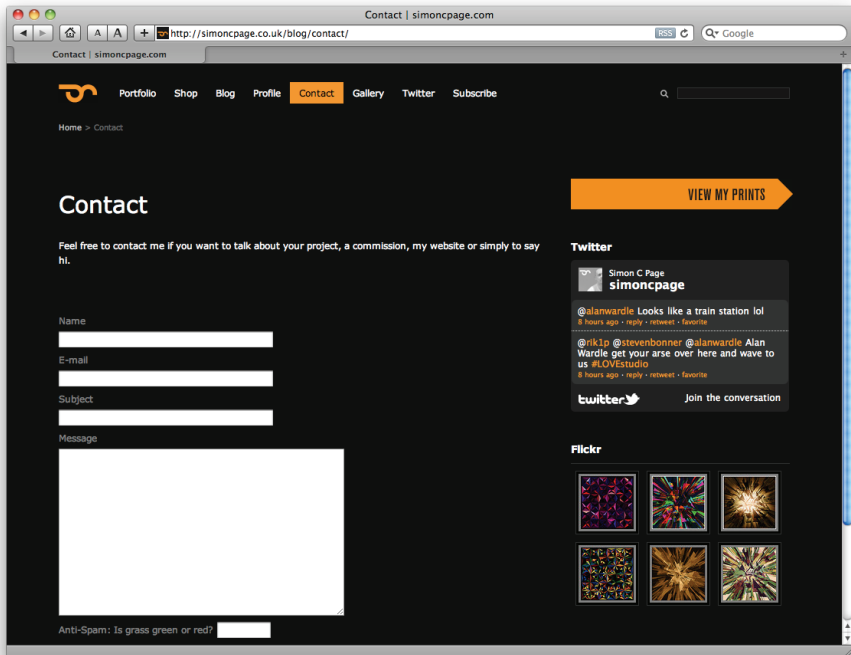 Contact | simoncpage.com
A A + http://simoncpage.co.uk/blog/contact/ RSS Google
Contact | simoncpage.com
Portfolio Shop Blog Profile Contact Gallery Twitter Subscribe
Home > Contact
VIEW MY PRINTS
Contact
Feel free to contact me if you want to talk about your project, a commission, my website or simply to say
hi.
Name
E-mail
Subject
Message
Anti-Spam: Is grass green or red?
Twitter
Simon C Page
simoncpage
@alanwardle Looks like a train station lol
8 hours ago · reply · retweet · favorite
@rik1p @stevenbonner @alanwardle Alan
Wardle get your arse over here and wave to
us #LOVEstudio
8 hours ago · reply · retweet · favorite
twitter Join the conversation
Flickr